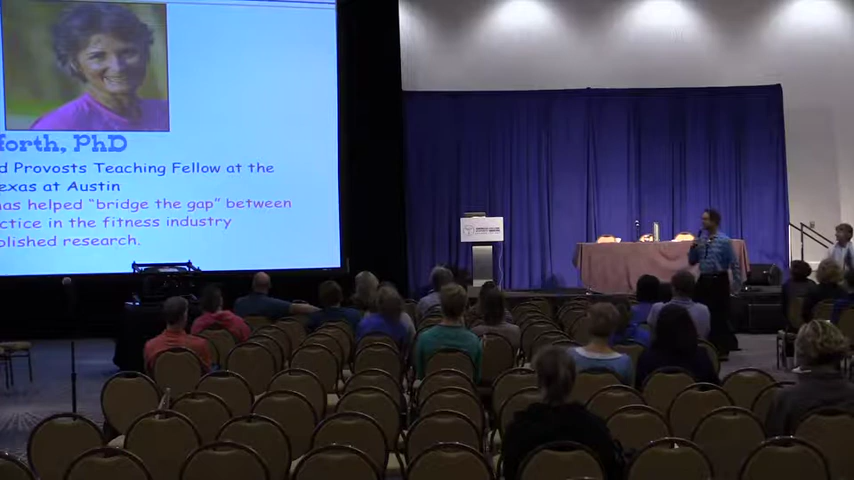 forth, PhD
d Provosts Teaching Fellow at the
exas at Austin
has helped "bridge the gap" between
ctice in the fitness industry
blished research.